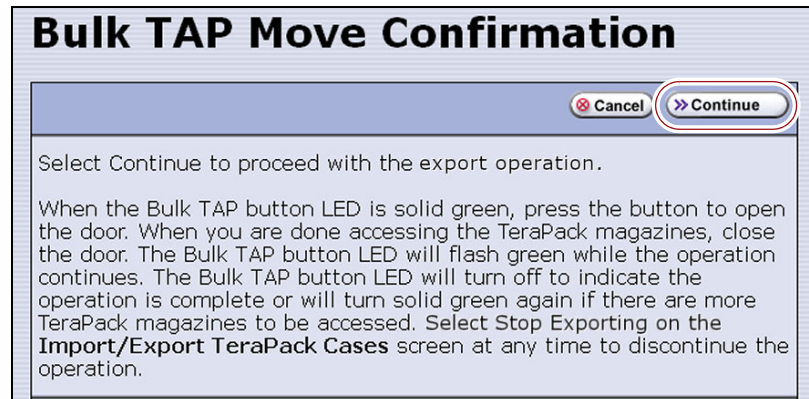 Bulk TAP Move Confirmation
Cancel
Continue
Select Continue to proceed with the export operation.
When the Bulk TAP button LED is solid green, press the button to open
the door. When you are done accessing the TeraPack magazines, close
the door. The Bulk TAP button LED will flash green while the operation
continues. The Bulk TAP button LED will turn off to indicate the
operation is complete or will turn solid green again if there are more
TeraPack magazines to be accessed. Select Stop Exporting on the
Import/Export TeraPack Cases screen at any time to discontinue the
operation.